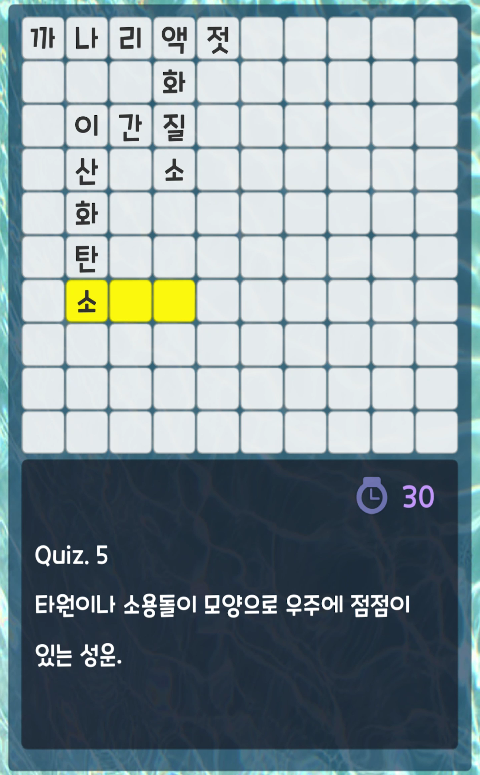 까나리액젓
화
이간질
산 소
화
탄
소
30
Quiz. 5
타원이나 소용돌이 모양으로 우주에 점점이
있는 성운.